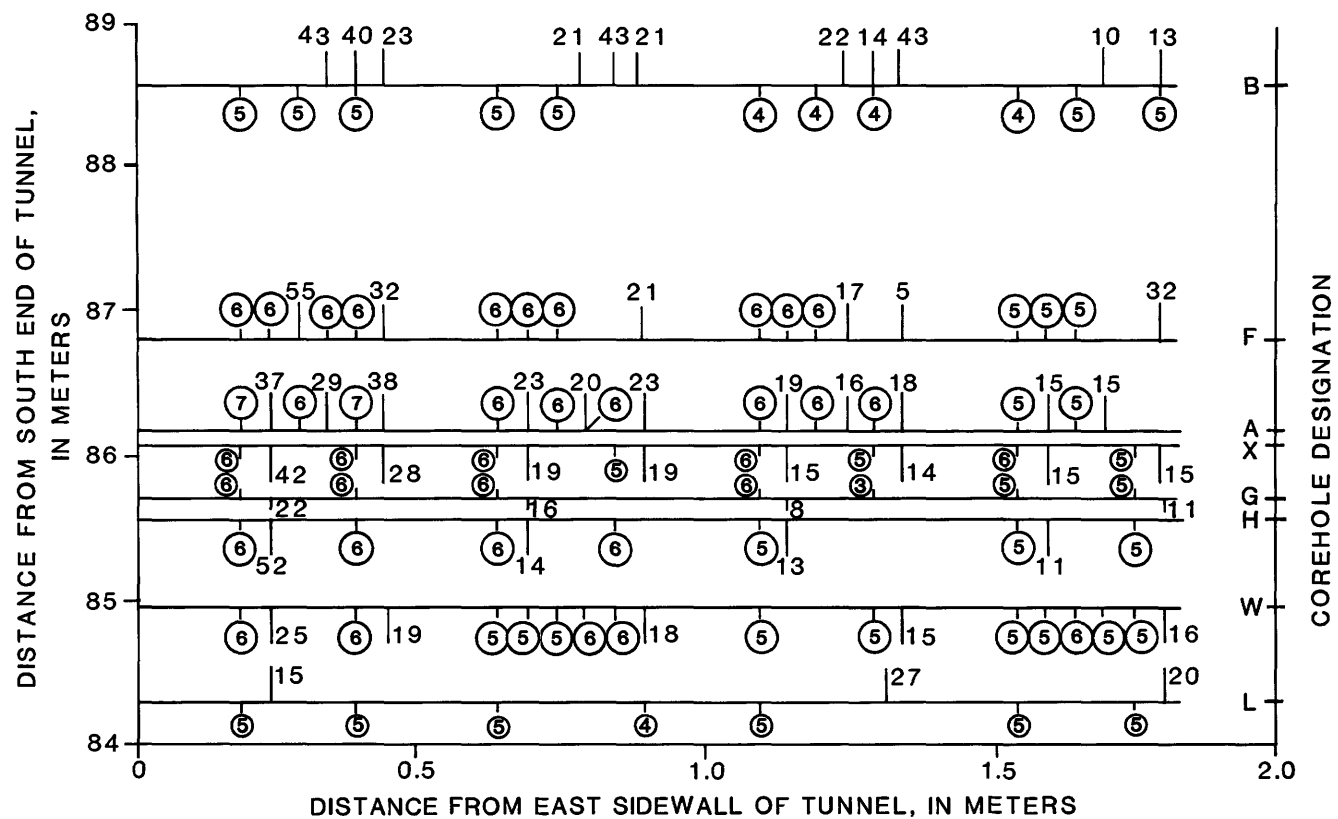 DISTANCE FROM SOUTH END OF TUNNEL,
IN METERS
89
43 40 23 21 43 21 22 14 43 10 13
B
5 5 5 5 5 4 4 4 4 5 5
88
87
6 6 55 6 6 32 6 6 6 21 6 6 6 17 5 5 5 5 32
F
7 37 6 29 7 38 6 23 6 20 6 23 6 19 6 16 6 18 5 15 5 15
A
X
86
6 6 6 5 6 5 6 5
42 28 19 19 15 14 15 15
6 6 6 6 3 5 5
G
22 16 8 11
H
6 6 6 6 5 5 5
52 14 13 11
85
W
6 25 6 19 5 5 5 6 6 18 5 5 15 5 5 6 5 5 16
15 27 20
L
5 5 5 4 5 5 5
84
0 0.5 1.0 1.5 2.0
DISTANCE FROM EAST SIDEWALL OF TUNNEL, IN METERS
COREHOLE DESIGNATION